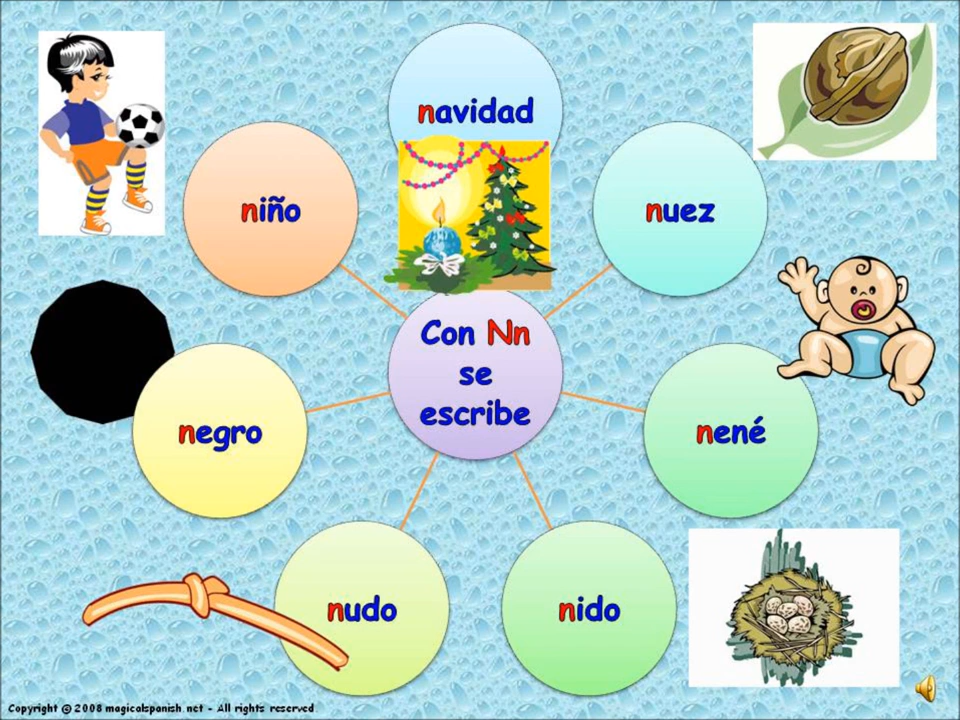 navidad
niño
nuez
Con Nn
se
escribe
negro
nené
nudo
nido
Copyright © 2008 magicalspanish.net - All rights reserved.